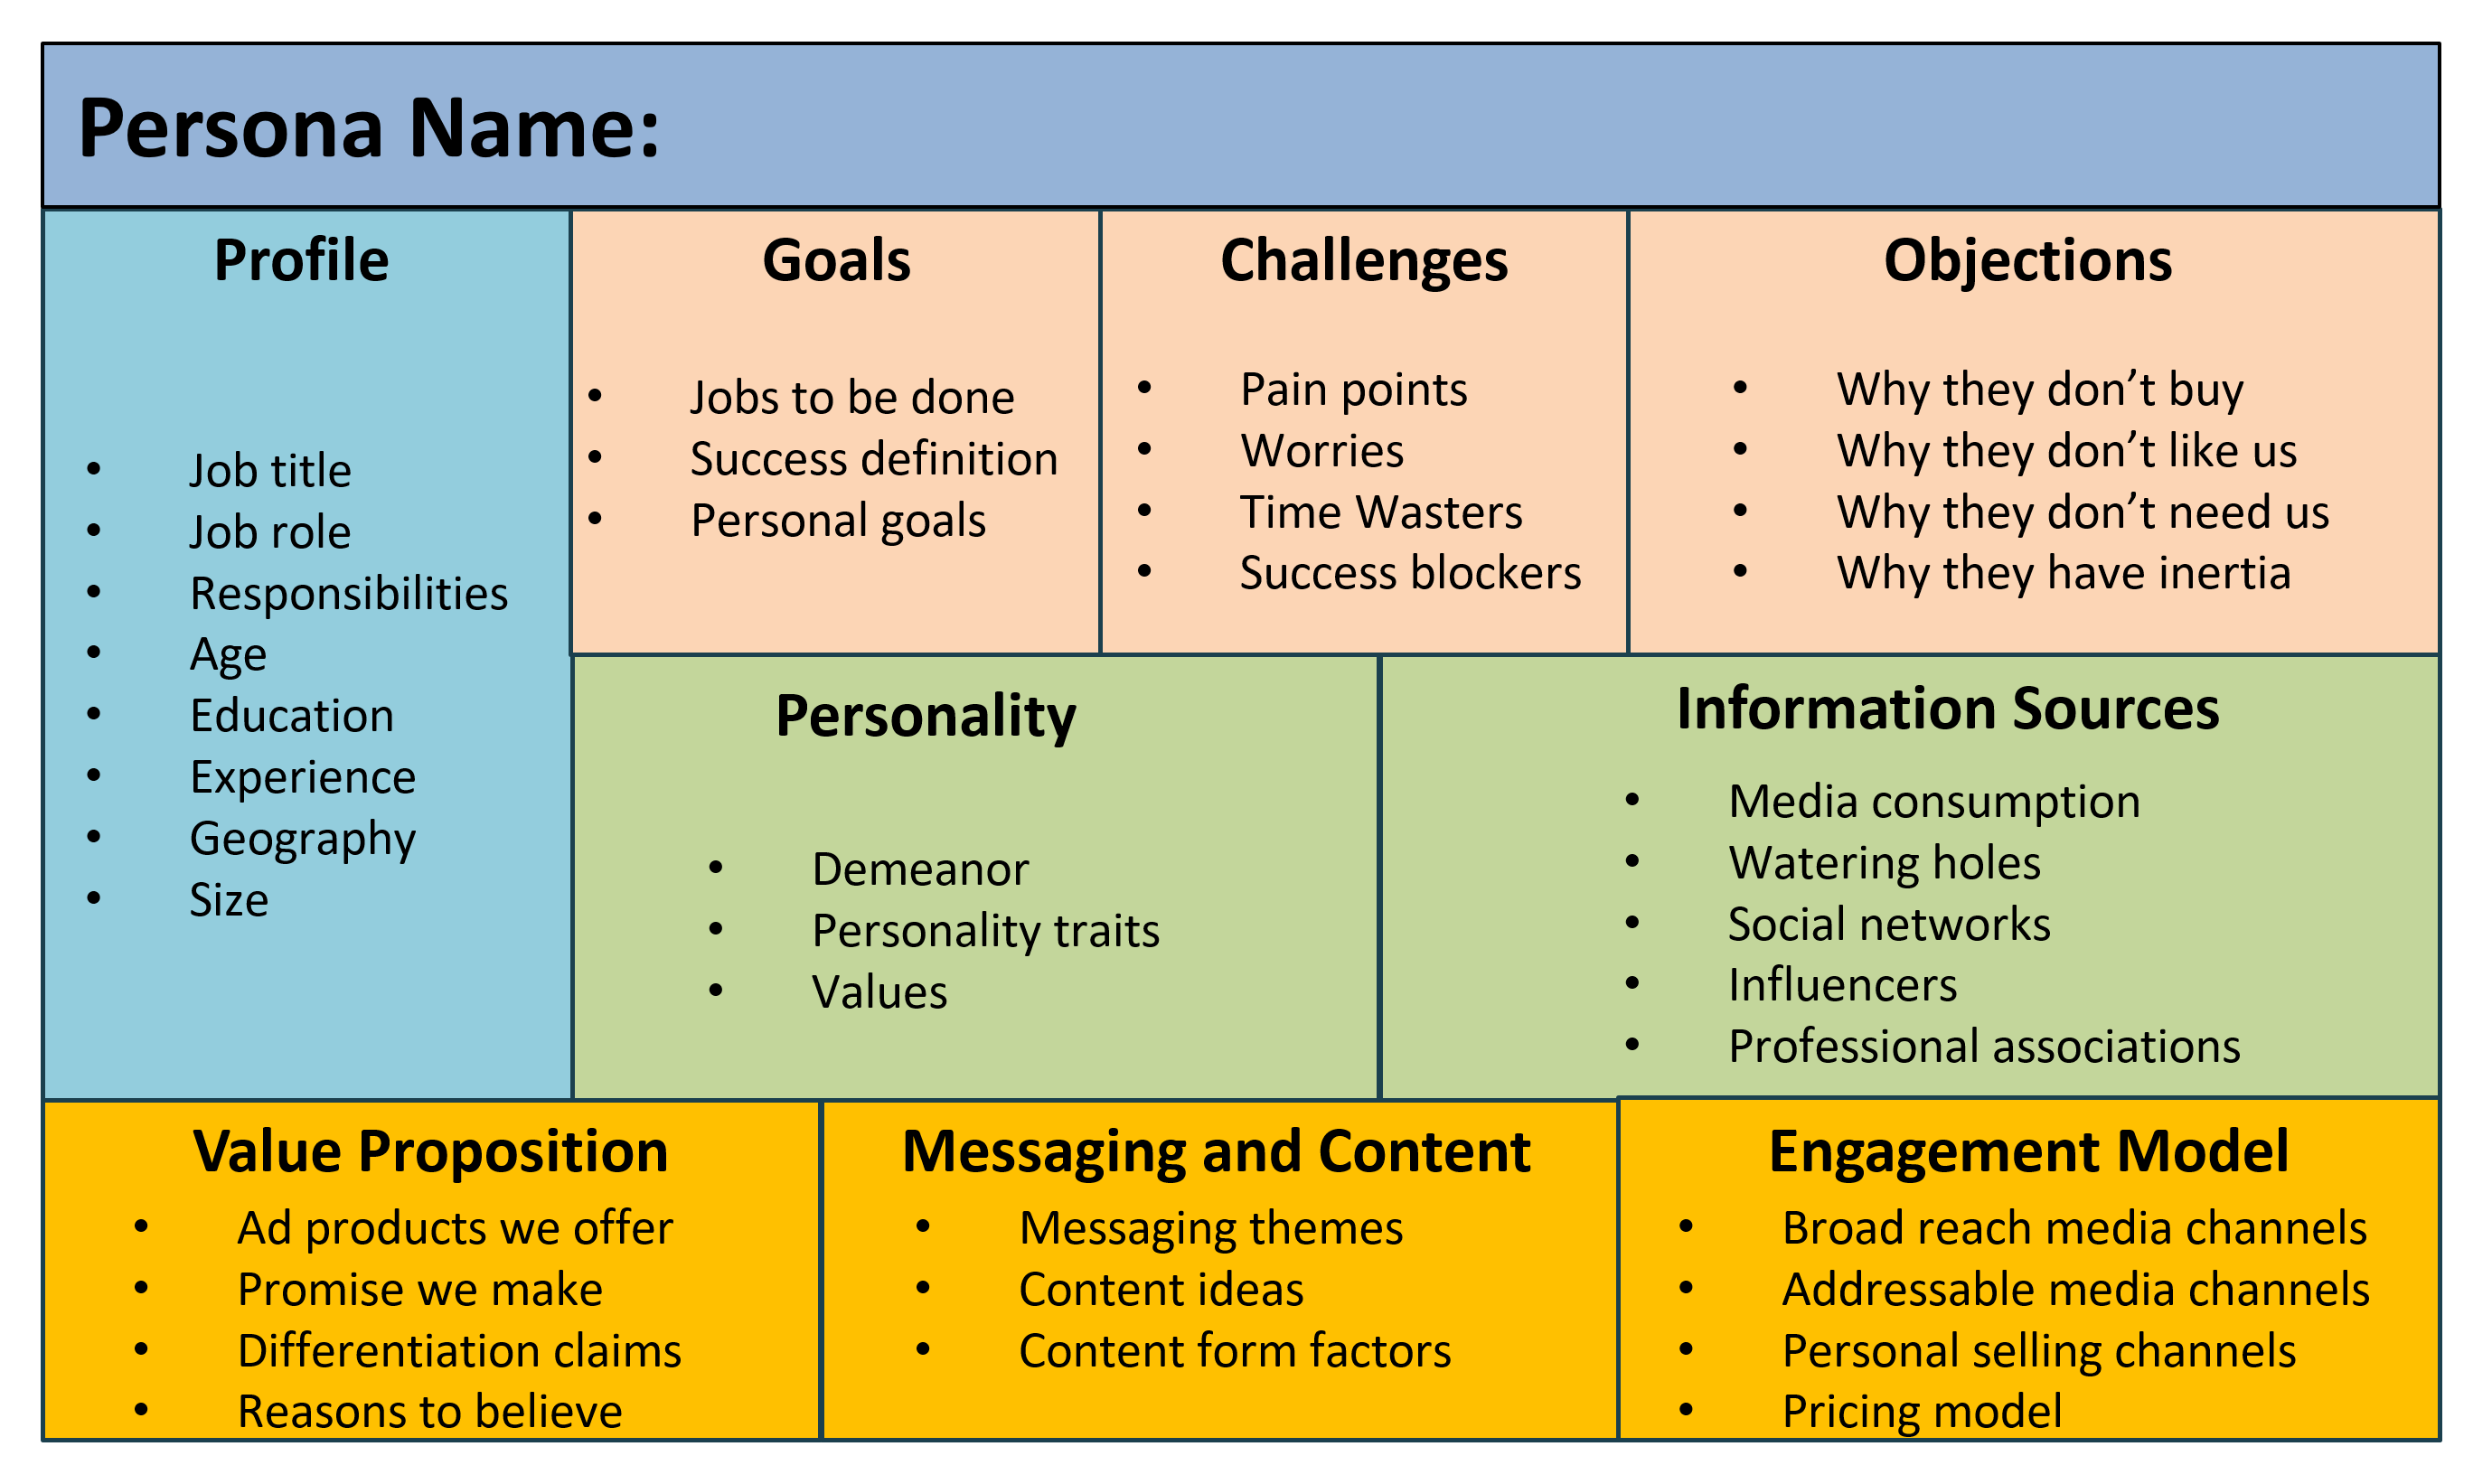 Persona Name:
Profile
• Job title
• Job role
• Responsibilities
• Age
• Education
• Experience
• Geography
• Size
Goals
• Jobs to be done
• Success definition
• Personal goals
Challenges
• Pain points
• Worries
• Time Wasters
• Success blockers
Objections
• Why they don’t buy
• Why they don’t like us
• Why they don’t need us
• Why they have inertia
Personality
• Demeanor
• Personality traits
• Values
Information Sources
• Media consumption
• Watering holes
• Social networks
• Influencers
• Professional associations
Value Proposition
• Ad products we offer
• Promise we make
• Differentiation claims
• Reasons to believe
Messaging and Content
• Messaging themes
• Content ideas
• Content form factors
Engagement Model
• Broad reach media channels
• Addressable media channels
• Personal selling channels
• Pricing model